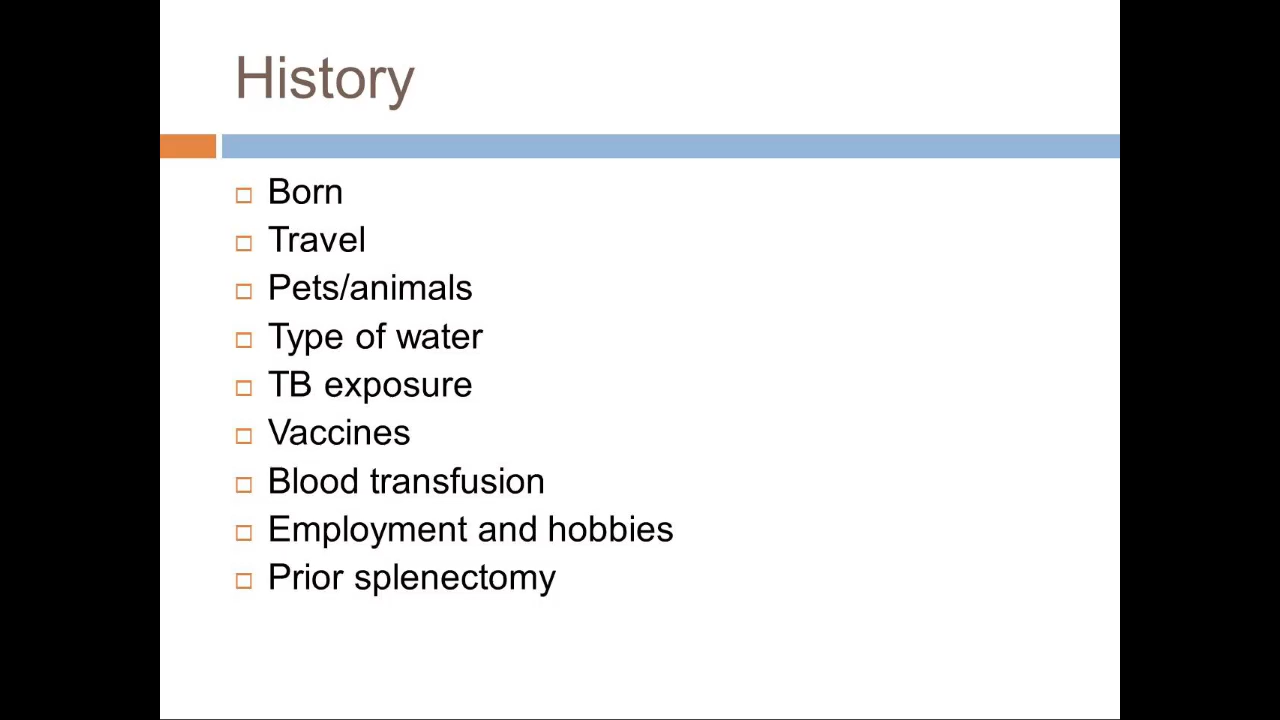 History
Born
Travel
Pets/animals
Type of water
TB exposure
Vaccines
Blood transfusion
Employment and hobbies
Prior splenectomy